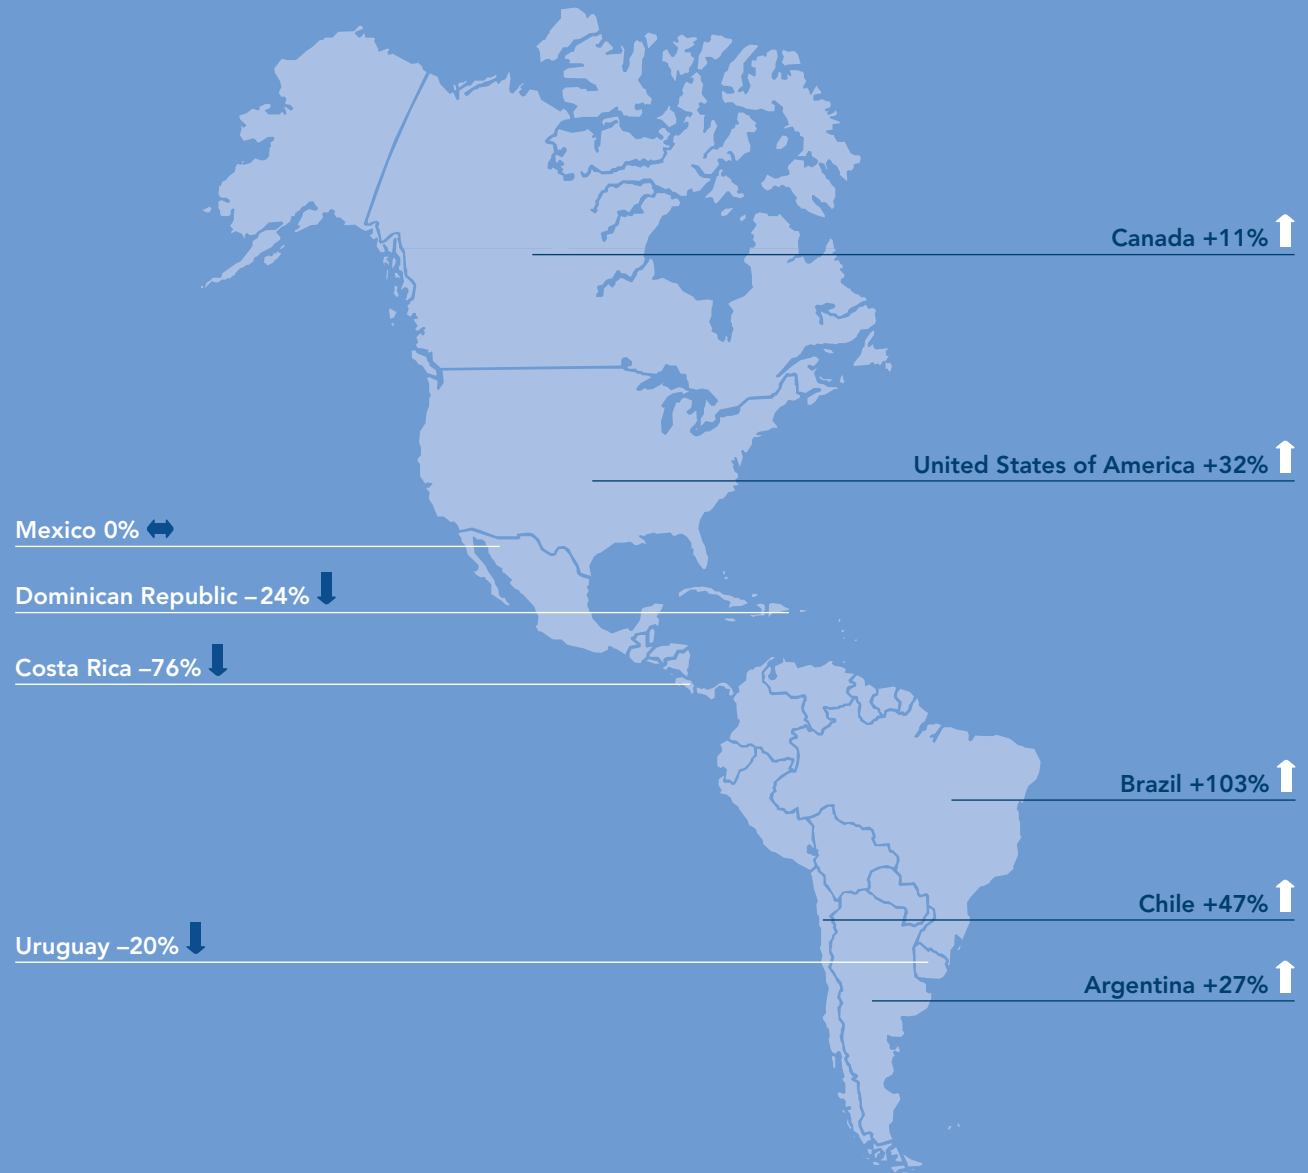 Canada +11%
United States of America +32%
Mexico 0%
Dominican Republic –24%
Costa Rica –76%
Brazil +103%
Chile +47%
Uruguay –20%
Argentina +27%